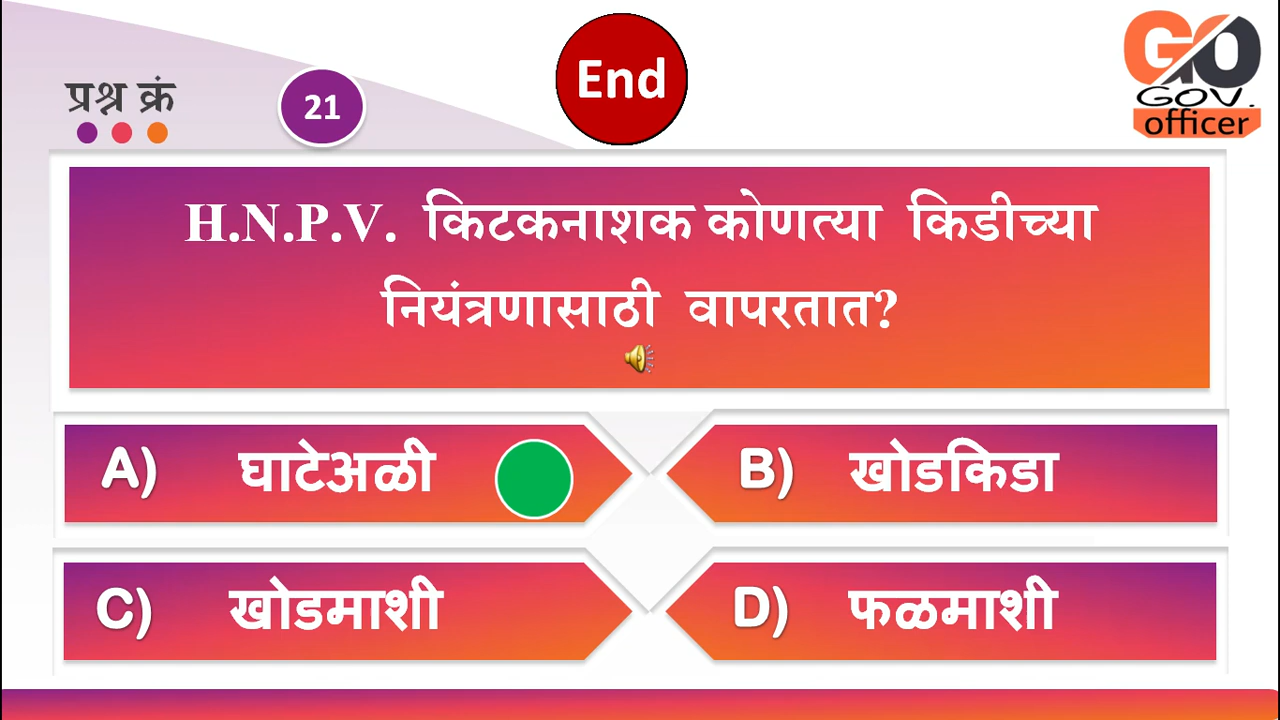 End
GO
GOV.
officer
प्रश्न क्रं
21
H.N.P.V. किटकनाशक कोणत्या किडीच्या
नियंत्रणासाठी वापरतात?
A) घाटेअळी
B) खोडकिडा
C) खोडमाशी
D) फळमाशी